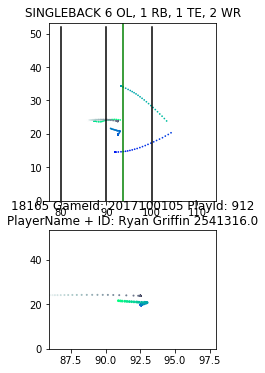 SINGLEBACK 6 OL, 1 RB, 1 TE, 2 WR
50
40
30
20
10
0
80 90 100 110
18165 GameId: 2017100105 PlayId: 912
PlayerName + ID: Ryan Griffin 2541316.0
40
20
0
87.5 90.0 92.5 95.0 97.5